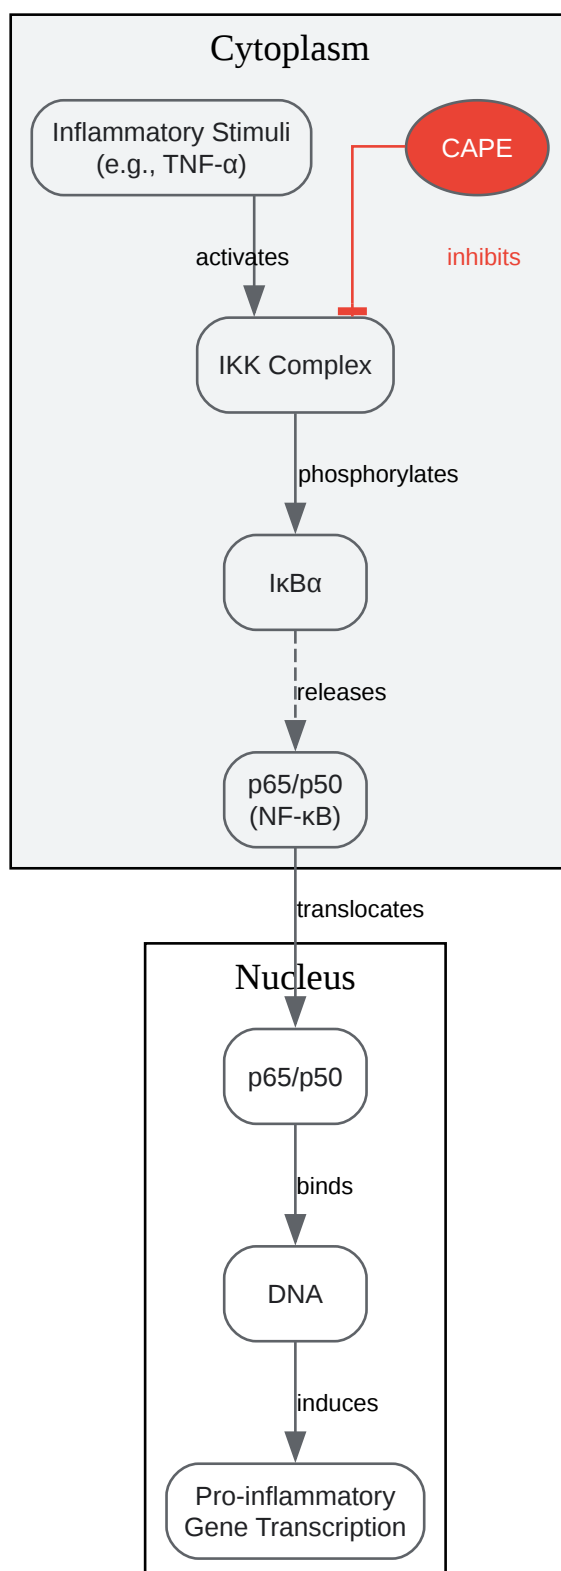 Cytoplasm
Inflammatory Stimuli
(e.g., TNF-α)
CAPE
activates
inhibits
IKK Complex
phosphorylates
IκBα
releases
p65/p50
(NF-κB)
translocates
Nucleus
p65/p50
binds
DNA
induces
Pro-inflammatory
Gene Transcription